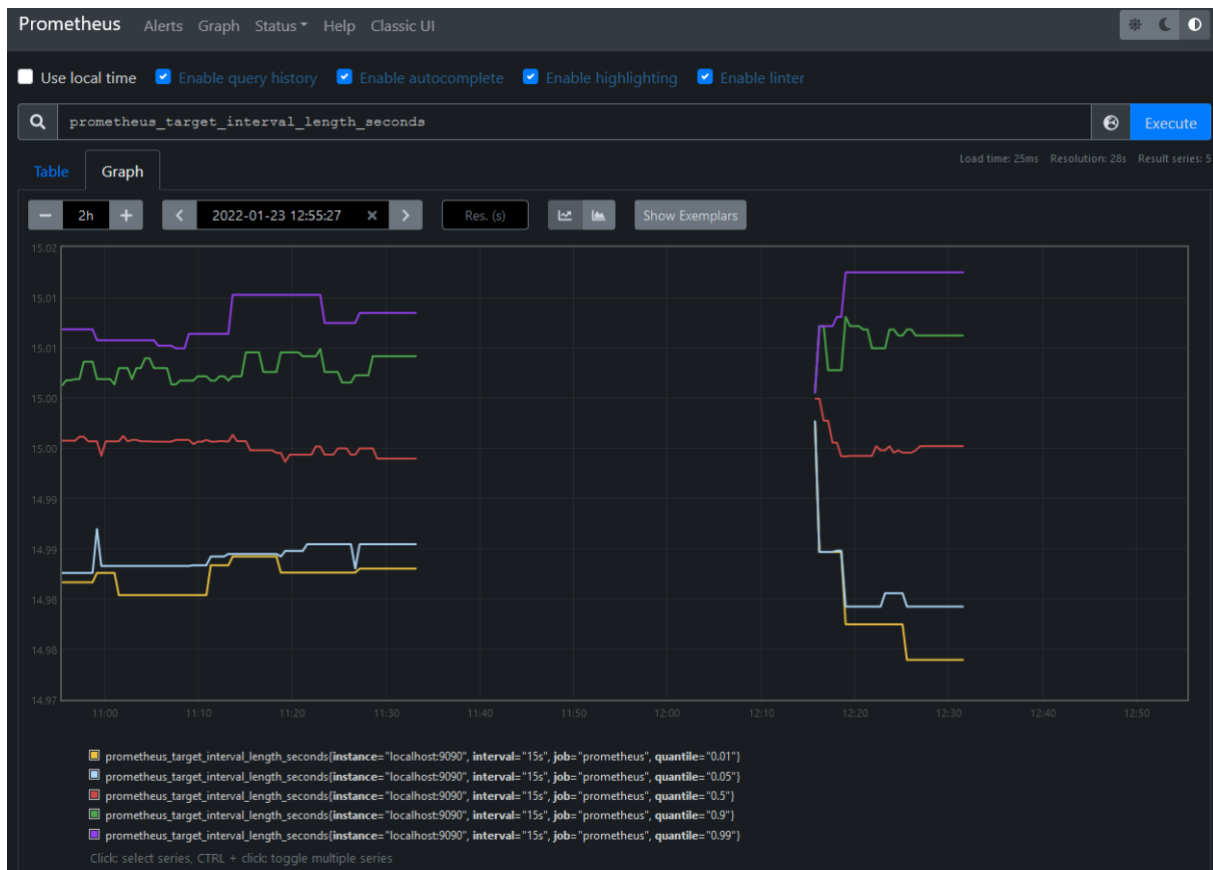 Prometheus Alerts Graph Status Help Classic UI
Use local time Enable query history Enable autocomplete Enable highlighting Enable linter
prometheus_target_interval_length_seconds Execute
Load time: 25ms Resolution: 28s Result series: 5
Table Graph
− 2h + < 2022-01-23 12:55:27 × > Res. (s) Show Exemplars
15.02
15.01
15.01
15.00
15.00
14.99
14.99
14.98
14.98
14.97
11:00 11:10 11:20 11:30 11:40 11:50 12:00 12:10 12:20 12:30 12:40 12:50
prometheus_target_interval_length_seconds{instance="localhost:9090", interval="15s", job="prometheus", quantile="0.01"}
prometheus_target_interval_length_seconds{instance="localhost:9090", interval="15s", job="prometheus", quantile="0.05"}
prometheus_target_interval_length_seconds{instance="localhost:9090", interval="15s", job="prometheus", quantile="0.5"}
prometheus_target_interval_length_seconds{instance="localhost:9090", interval="15s", job="prometheus", quantile="0.9"}
prometheus_target_interval_length_seconds{instance="localhost:9090", interval="15s", job="prometheus", quantile="0.99"}
Click: select series, CTRL + click: toggle multiple series